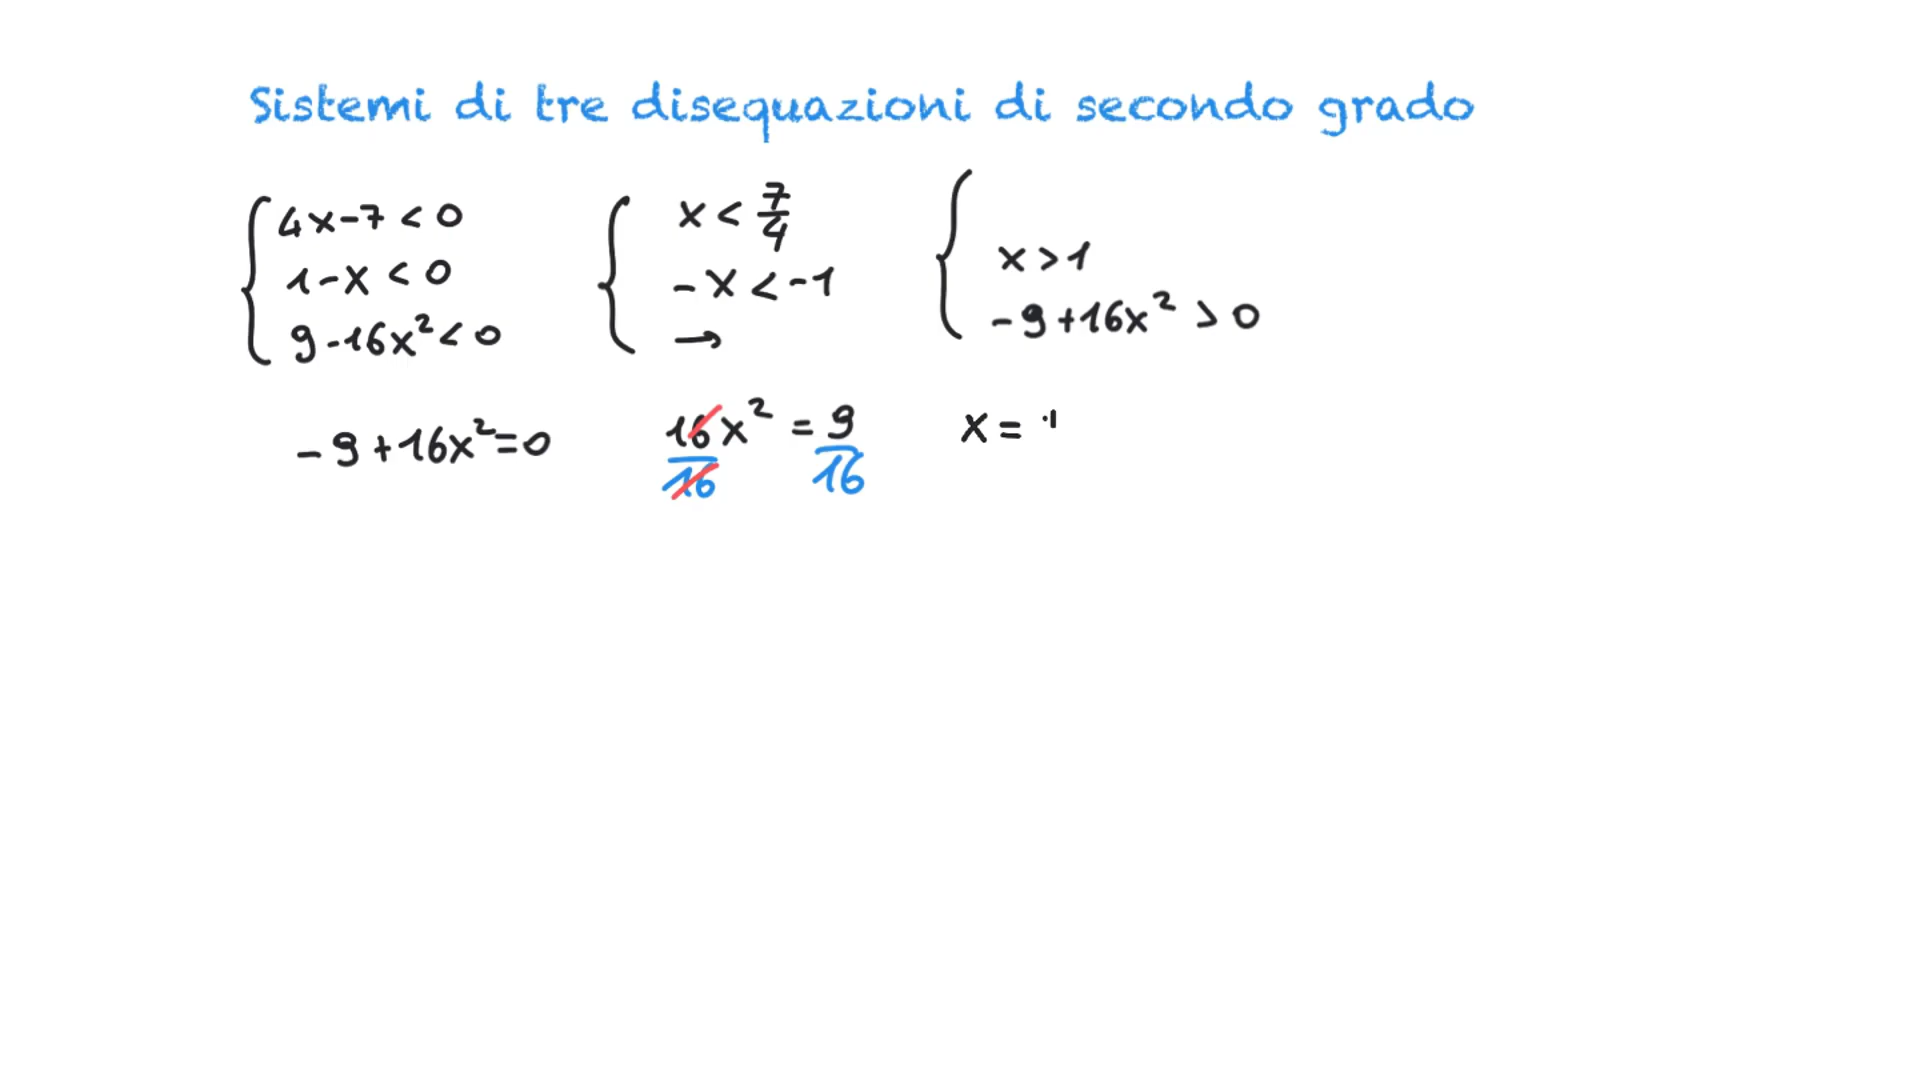 Sistemi di tre disequazioni di secondo grado
4x-7 < 0
1-x < 0
9-16x² < 0
x < 7/4
-x < -1
→
x > 1
-9+16x² > 0
-9+16x²=0
16x²/16 = 9/16
x =